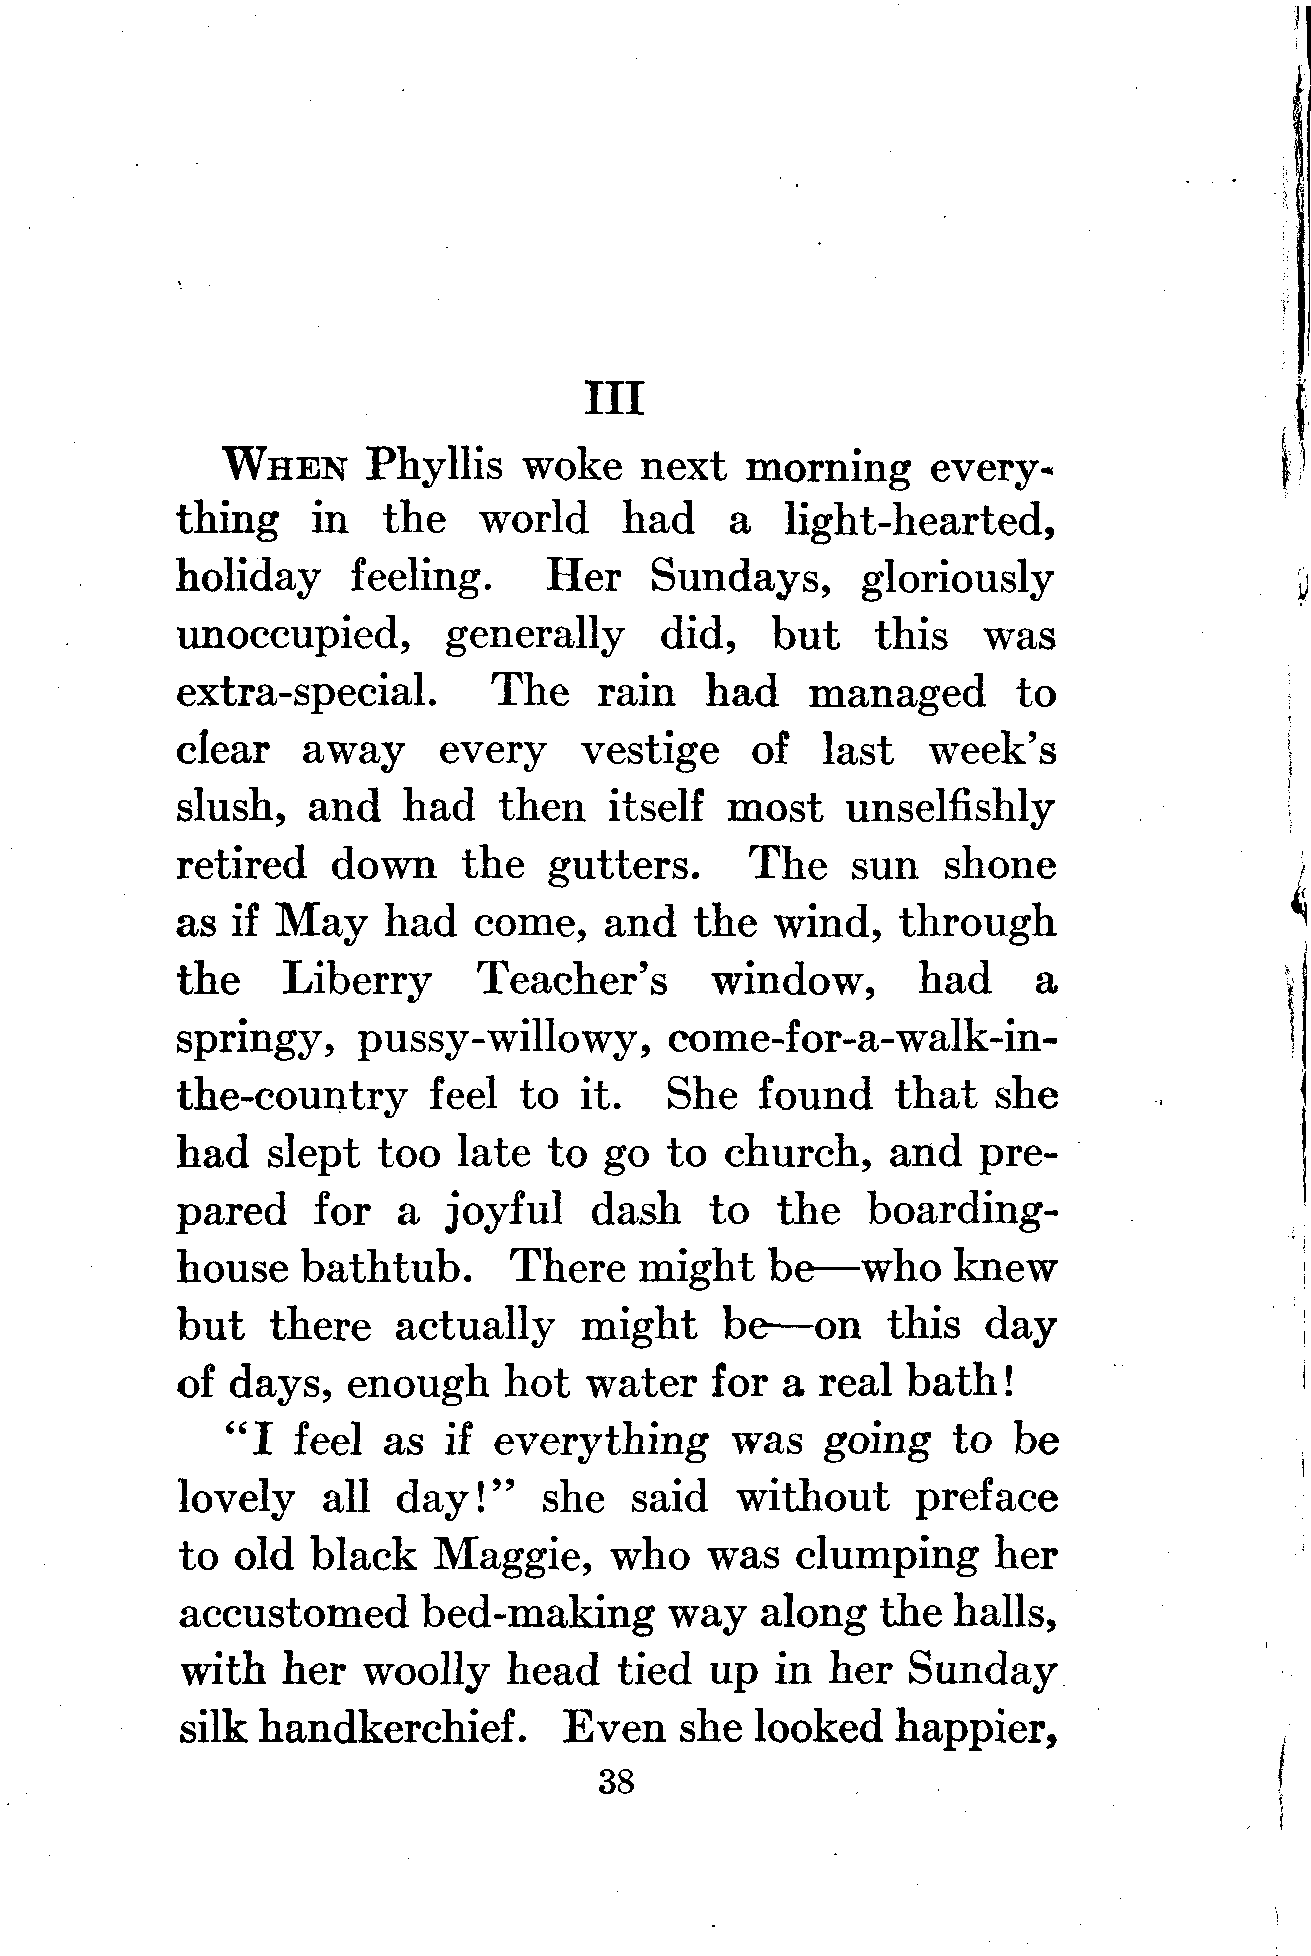 III
WHEN Phyllis woke next morning every-
thing in the world had a light-hearted,
holiday feeling. Her Sundays, gloriously
unoccupied, generally did, but this was
extra-special. The rain had managed to
clear away every vestige of last week's
slush, and had then itself most unselfishly
retired down the gutters. The sun shone
as if May had come, and the wind, through
the Liberry Teacher's window, had a
springy, pussy-willowy, come-for-a-walk-in-
the-country feel to it. She found that she
had slept too late to go to church, and pre-
pared for a joyful dash to the boarding-
house bathtub. There might be—who knew
but there actually might be—on this day
of days, enough hot water for a real bath!
"I feel as if everything was going to be
lovely all day!" she said without preface
to old black Maggie, who was clumping her
accustomed bed-making way along the halls,
with her woolly head tied up in her Sunday
silk handkerchief. Even she looked happier,
38